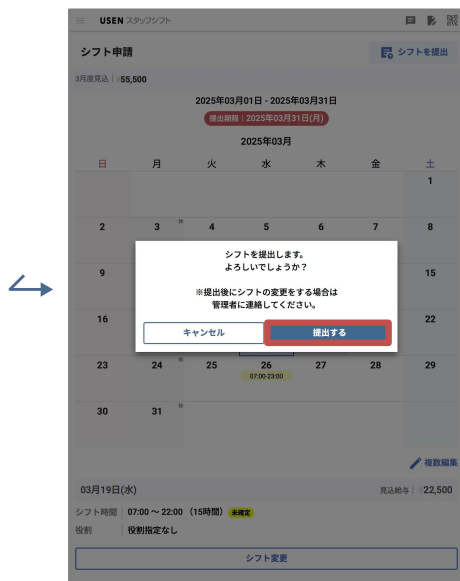 USEN スタッフシフト
シフト申請
シフトを提出
3月度見込 | 55,500
2025年03月01日 - 2025年03月31日
提出期限 | 2025年03月31日(月)
2025年03月
日 月 火 水 木 金 土
1
2 3 休 4 5 6 7 8
9 15
16 22
23 24 休 25 26 27 28 29
07:00-23:00
30 31 休
シフトを提出します。
よろしいでしょうか？
※提出後にシフトの変更をする場合は
管理者に連絡してください。
キャンセル 提出する
複数編集
03月19日(水) 見込給与 | 22,500
シフト時間 07:00 〜 22:00 （15時間） 未確定
役割 役割指定なし
シフト変更